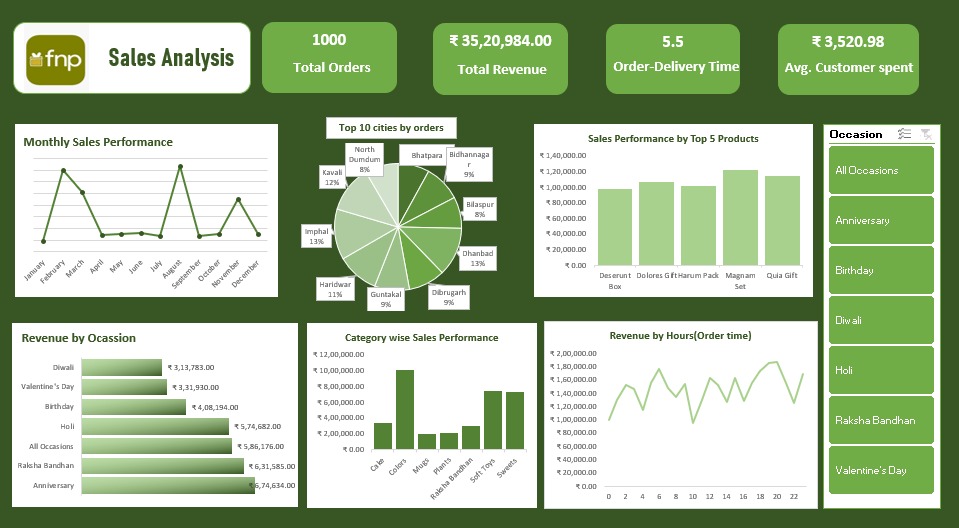 fnp
Sales Analysis
1000
Total Orders
₹ 35,20,984.00
Total Revenue
5.5
Order-Delivery Time
₹ 3,520.98
Avg. Customer spent
Monthly Sales Performance
January
February
March
April
May
June
July
August
September
October
November
December
Top 10 cities by orders
Bhatpara
Bidhannaga
r
9%
Bilaspur
8%
Dhanbad
13%
Dibrugarh
9%
Guntakal
9%
Haridwar
11%
Imphal
13%
Kavali
12%
North
Dumdum
8%
Sales Performance by Top 5 Products
₹ 1,40,000.00
₹ 1,20,000.00
₹ 1,00,000.00
₹ 80,000.00
₹ 60,000.00
₹ 40,000.00
₹ 20,000.00
₹ 0.00
Deserunt
Box
Dolores Gift
Harum Pack
Magnam
Set
Quia Gift
Occasion
All Occasions
Anniversary
Birthday
Diwali
Holi
Raksha Bandhan
Valentine's Day
Revenue by Ocassion
Diwali ₹ 3,13,783.00
Valentine's Day ₹ 3,31,930.00
Birthday ₹ 4,08,194.00
Holi ₹ 5,74,682.00
All Occasions ₹ 5,86,176.00
Raksha Bandhan ₹ 6,31,585.00
Anniversary ₹ 6,74,634.00
Category wise Sales Performance
₹ 12,00,000.00
₹ 10,00,000.00
₹ 8,00,000.00
₹ 6,00,000.00
₹ 4,00,000.00
₹ 2,00,000.00
₹ 0.00
Cake
Colors
Mugs
Plants
Raksha Bandhan
Soft Toys
Sweets
Revenue by Hours(Order time)
₹ 2,00,000.00
₹ 1,80,000.00
₹ 1,60,000.00
₹ 1,40,000.00
₹ 1,20,000.00
₹ 1,00,000.00
₹ 80,000.00
₹ 60,000.00
₹ 40,000.00
₹ 20,000.00
₹ 0.00
0 2 4 6 8 10 12 14 16 18 20 22